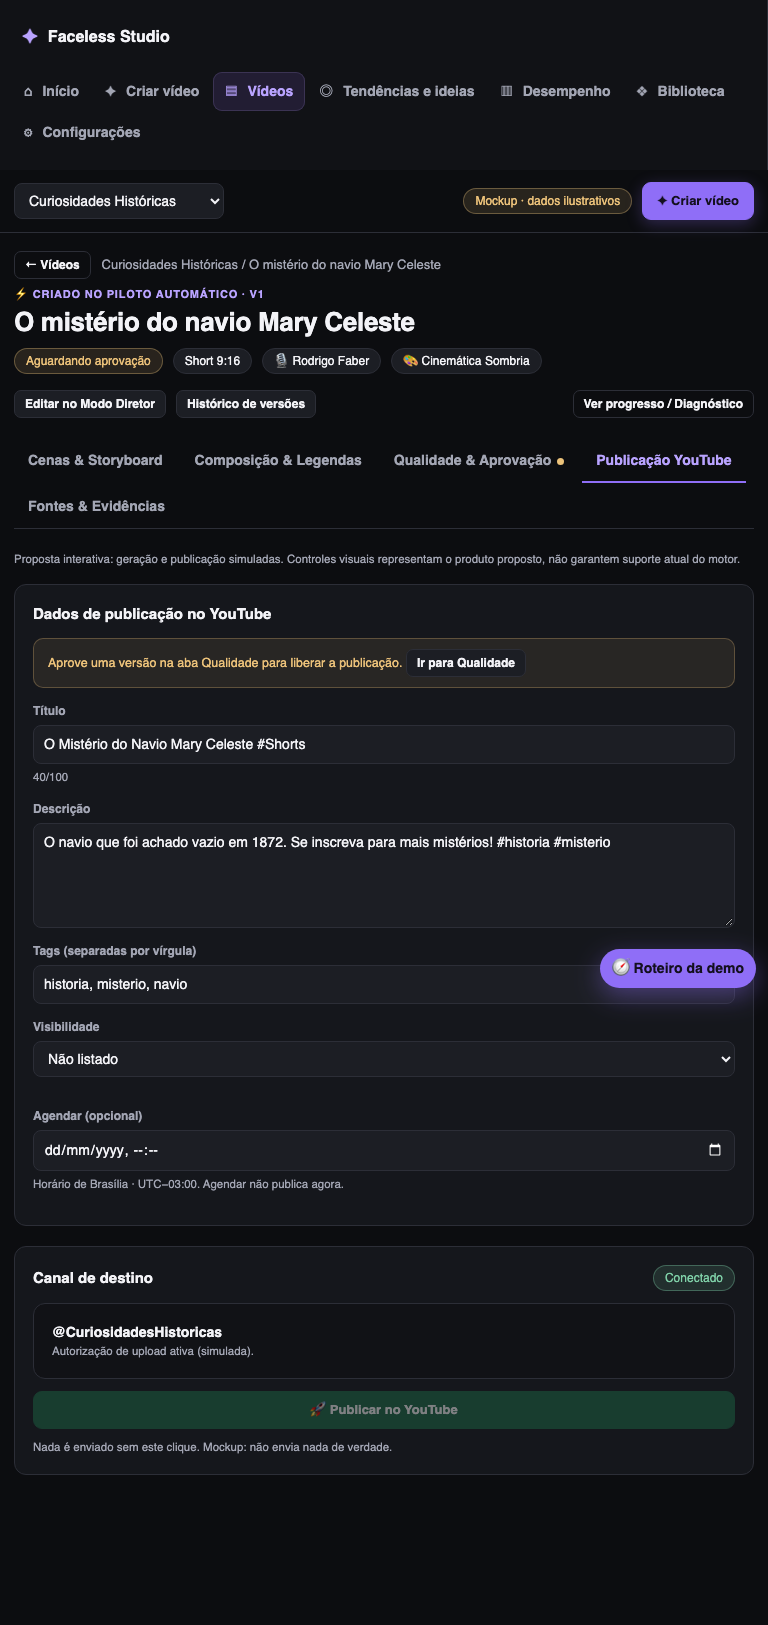 Faceless Studio
Início
Criar vídeo
Vídeos
Tendências e ideias
Desempenho
Biblioteca
Configurações
Curiosidades Históricas
Mockup · dados ilustrativos
✦ Criar vídeo
← Vídeos
Curiosidades Históricas / O mistério do navio Mary Celeste
⚡ CRIADO NO PILOTO AUTOMÁTICO · V1
O mistério do navio Mary Celeste
Aguardando aprovação
Short 9:16
🎙️ Rodrigo Faber
🎨 Cinemática Sombria
Editar no Modo Diretor
Histórico de versões
Ver progresso / Diagnóstico
Cenas & Storyboard
Composição & Legendas
Qualidade & Aprovação
Publicação YouTube
Fontes & Evidências
Proposta interativa: geração e publicação simuladas. Controles visuais representam o produto proposto, não garantem suporte atual do motor.
Dados de publicação no YouTube
Aprove uma versão na aba Qualidade para liberar a publicação. Ir para Qualidade
Título
O Mistério do Navio Mary Celeste #Shorts
40/100
Descrição
O navio que foi achado vazio em 1872. Se inscreva para mais mistérios! #historia #misterio
Tags (separadas por vírgula)
🧭 Roteiro da demo
historia, misterio, navio
Visibilidade
Não listado
Agendar (opcional)
dd/mm/yyyy, --:--
Horário de Brasília · UTC−03:00. Agendar não publica agora.
Canal de destino
Conectado
@CuriosidadesHistoricas
Autorização de upload ativa (simulada).
🚀 Publicar no YouTube
Nada é enviado sem este clique. Mockup: não envia nada de verdade.